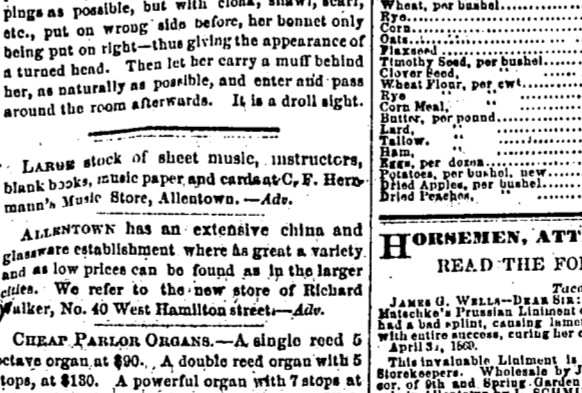 pings as possible, but with cloak, shawl, scarf,
etc., put on wrong side before, her bonnet only
being put on right—thus giving the appearance of
a turned head. Then let her carry a muff behind
her, as naturally as possible, and enter and pass
around the room afterwards. It is a droll sight.
LARGE stock of sheet music, instructors,
blank books, music paper and cards at C. F. Herr-
mann's Music Store, Allentown. —Adv.
ALLENTOWN has an extensive china and
glassware establishment where as great a variety
and as low prices can be found as in the larger
cities. We refer to the new store of Richard
Walker, No. 40 West Hamilton street.—Adv.
CHEAP PARLOR ORGANS.—A single reed 5
octave organ at $90. A double reed organ with 5
tops, at $130. A powerful organ with 7 stops at
Wheat, per bushel
Rye
Corn
Oats
Flaxseed
Timothy Seed, per bushel
Clover Seed, "
Wheat Flour, per cwt
Rye "
Corn Meal, "
Butter, per pound
Lard, "
Tallow, "
Ham, "
Eggs, per dozen
Potatoes, per bushel, new
Dried Apples, per bushel
Dried Peaches, "
HORSEMEN, ATT
READ THE FO
JAMES G. WELLS—DEAR SIR:
Matschke's Prussian Liniment
had a bad splint, causing lame
with entire success, curing her
April 3, 1869.
This invaluable Liniment is
Storekeepers. Wholesale by J
cor. of 9th and Spring Garden